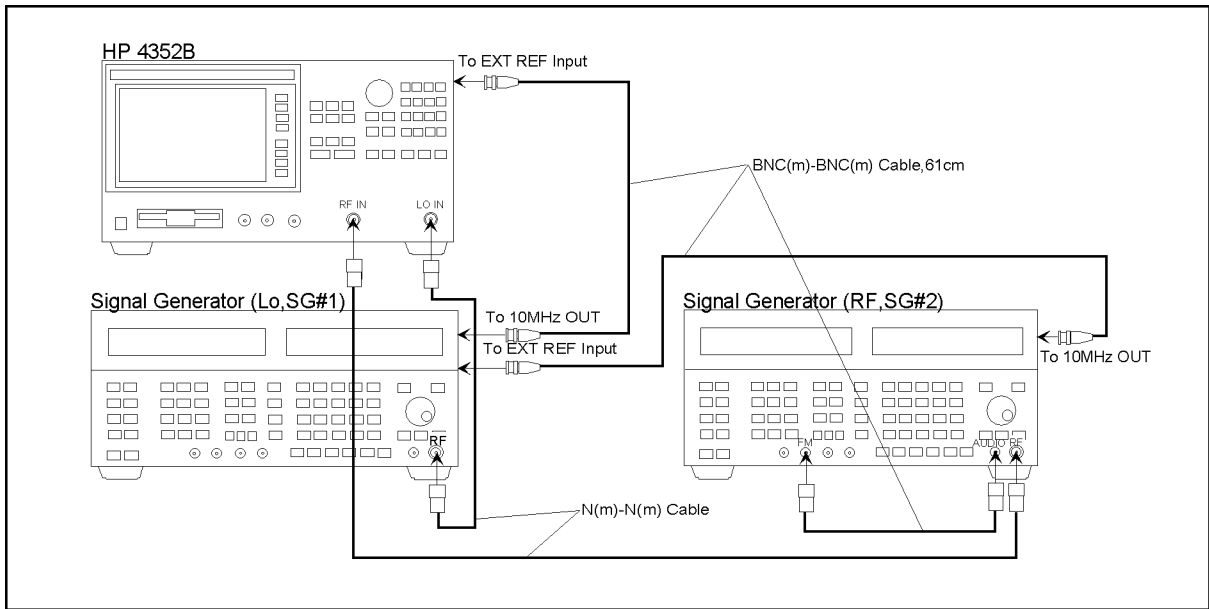 HP 4352B
To EXT REF Input
BNC(m)-BNC(m) Cable,61cm
RF IN
LO IN
Signal Generator (Lo,SG#1)
Signal Generator (RF,SG#2)
To 10MHz OUT
To EXT REF Input
To 10MHz OUT
RF
FM
AUDIO
RF
N(m)-N(m) Cable